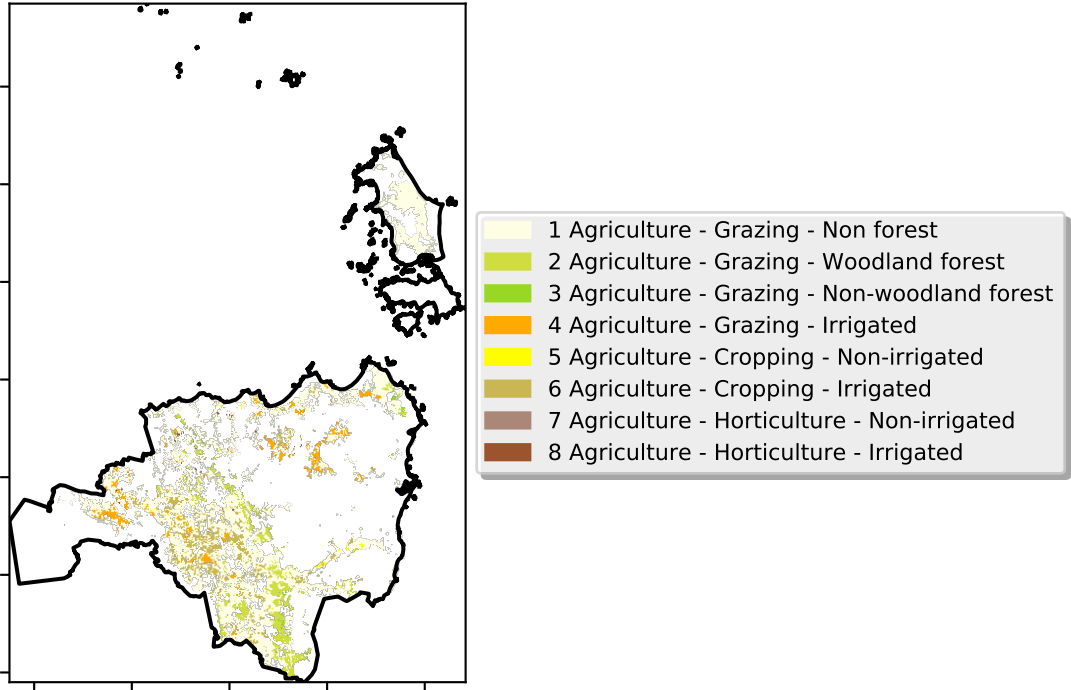 1 Agriculture - Grazing - Non forest
2 Agriculture - Grazing - Woodland forest
3 Agriculture - Grazing - Non-woodland forest
4 Agriculture - Grazing - Irrigated
5 Agriculture - Cropping - Non-irrigated
6 Agriculture - Cropping - Irrigated
7 Agriculture - Horticulture - Non-irrigated
8 Agriculture - Horticulture - Irrigated